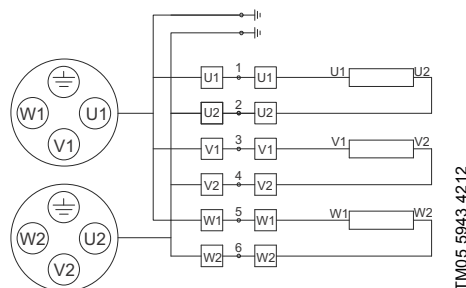 1
U1 U1 U1 U2
W1 U1
V1
2
U2 U2
3
V1 V1 V1 V2
4
V2 V2
5
W1 W1 W1 W2
W2 U2
V2
6
W2 W2
TM05 5943 4212